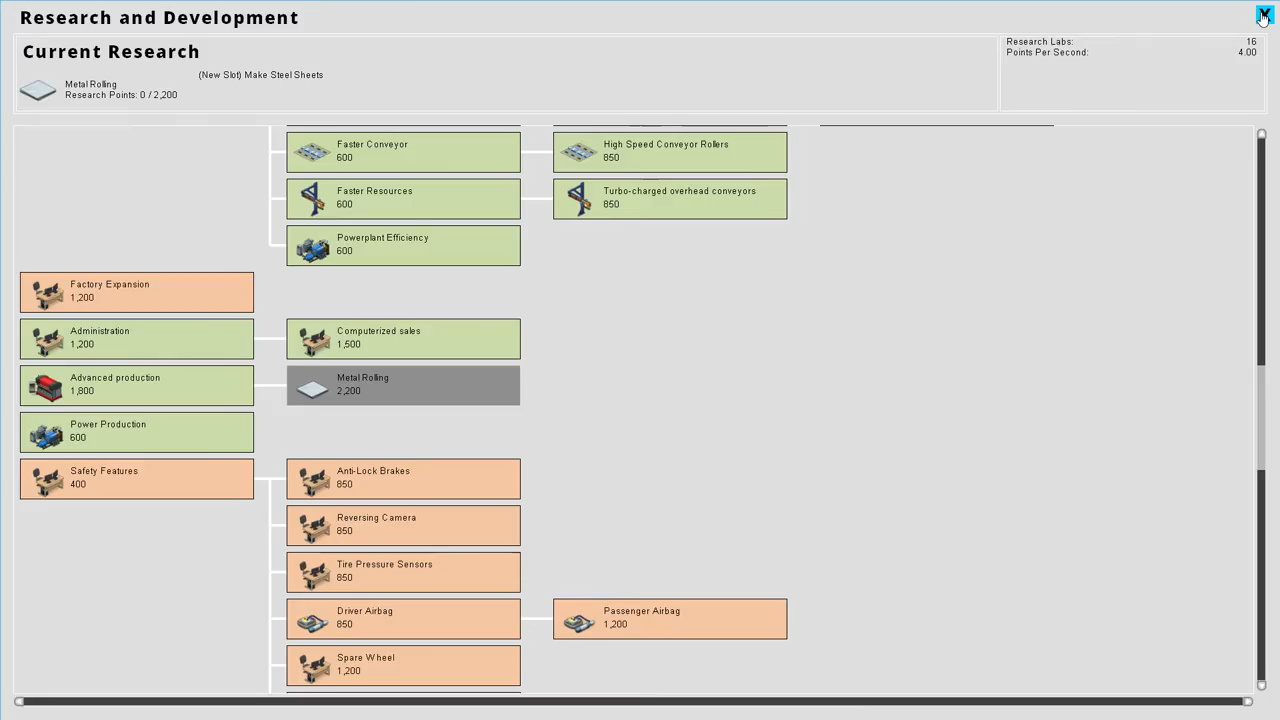 Research and Development
X
Current Research
Research Labs: 16
Points Per Second: 4.00
(New Slot) Make Steel Sheets
Metal Rolling
Research Points: 0 / 2,200
Faster Conveyor
600
High Speed Conveyor Rollers
850
Faster Resources
600
Turbo-charged overhead conveyors
850
Powerplant Efficiency
600
Factory Expansion
1,200
Administration
1,200
Computerized sales
1,500
Advanced production
1,800
Metal Rolling
2,200
Power Production
600
Safety Features
400
Anti-Lock Brakes
850
Reversing Camera
850
Tire Pressure Sensors
850
Driver Airbag
850
Passenger Airbag
1,200
Spare Wheel
1,200